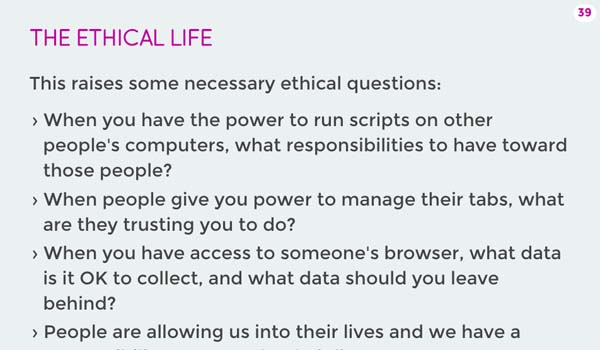 39
THE ETHICAL LIFE
This raises some necessary ethical questions:
› When you have the power to run scripts on other
people's computers, what responsibilities to have toward
those people?
› When people give you power to manage their tabs, what
are they trusting you to do?
› When you have access to someone's browser, what data
is it OK to collect, and what data should you leave
behind?
› People are allowing us into their lives and we have a